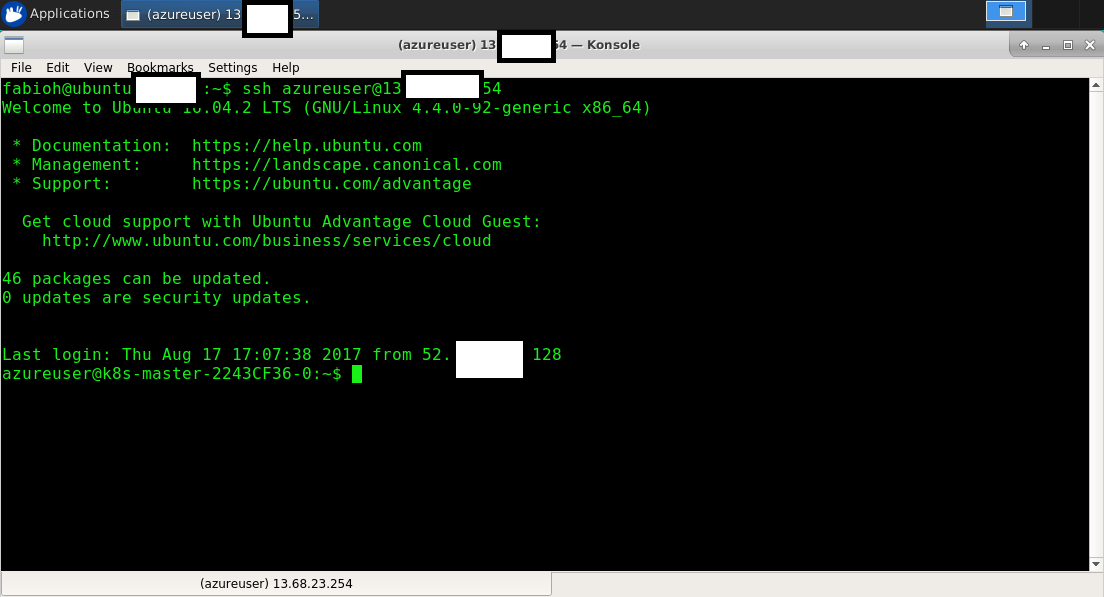 Applications
(azureuser) 13 5...
(azureuser) 13 54 — Konsole
File Edit View Bookmarks Settings Help
fabioh@ubuntu :~$ ssh azureuser@13 54
Welcome to Ubuntu 16.04.2 LTS (GNU/Linux 4.4.0-92-generic x86_64)
* Documentation: https://help.ubuntu.com
* Management: https://landscape.canonical.com
* Support: https://ubuntu.com/advantage
Get cloud support with Ubuntu Advantage Cloud Guest:
http://www.ubuntu.com/business/services/cloud
46 packages can be updated.
0 updates are security updates.
Last login: Thu Aug 17 17:07:38 2017 from 52. 128
azureuser@k8s-master-2243CF36-0:~$
(azureuser) 13.68.23.254